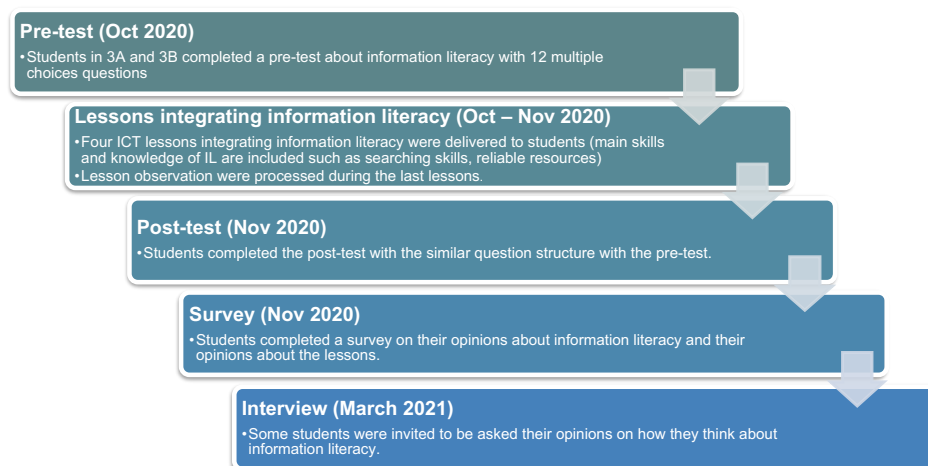 Pre-test (Oct 2020)
•Students in 3A and 3B completed a pre-test about information literacy with 12 multiple
choices questions
Lessons integrating information literacy (Oct – Nov 2020)
•Four ICT lessons integrating information literacy were delivered to students (main skills
and knowledge of IL are included such as searching skills, reliable resources)
•Lesson observation were processed during the last lessons.
Post-test (Nov 2020)
•Students completed the post-test with the similar question structure with the pre-test.
Survey (Nov 2020)
•Students completed a survey on their opinions about information literacy and their
opinions about the lessons.
Interview (March 2021)
•Some students were invited to be asked their opinions on how they think about
information literacy.